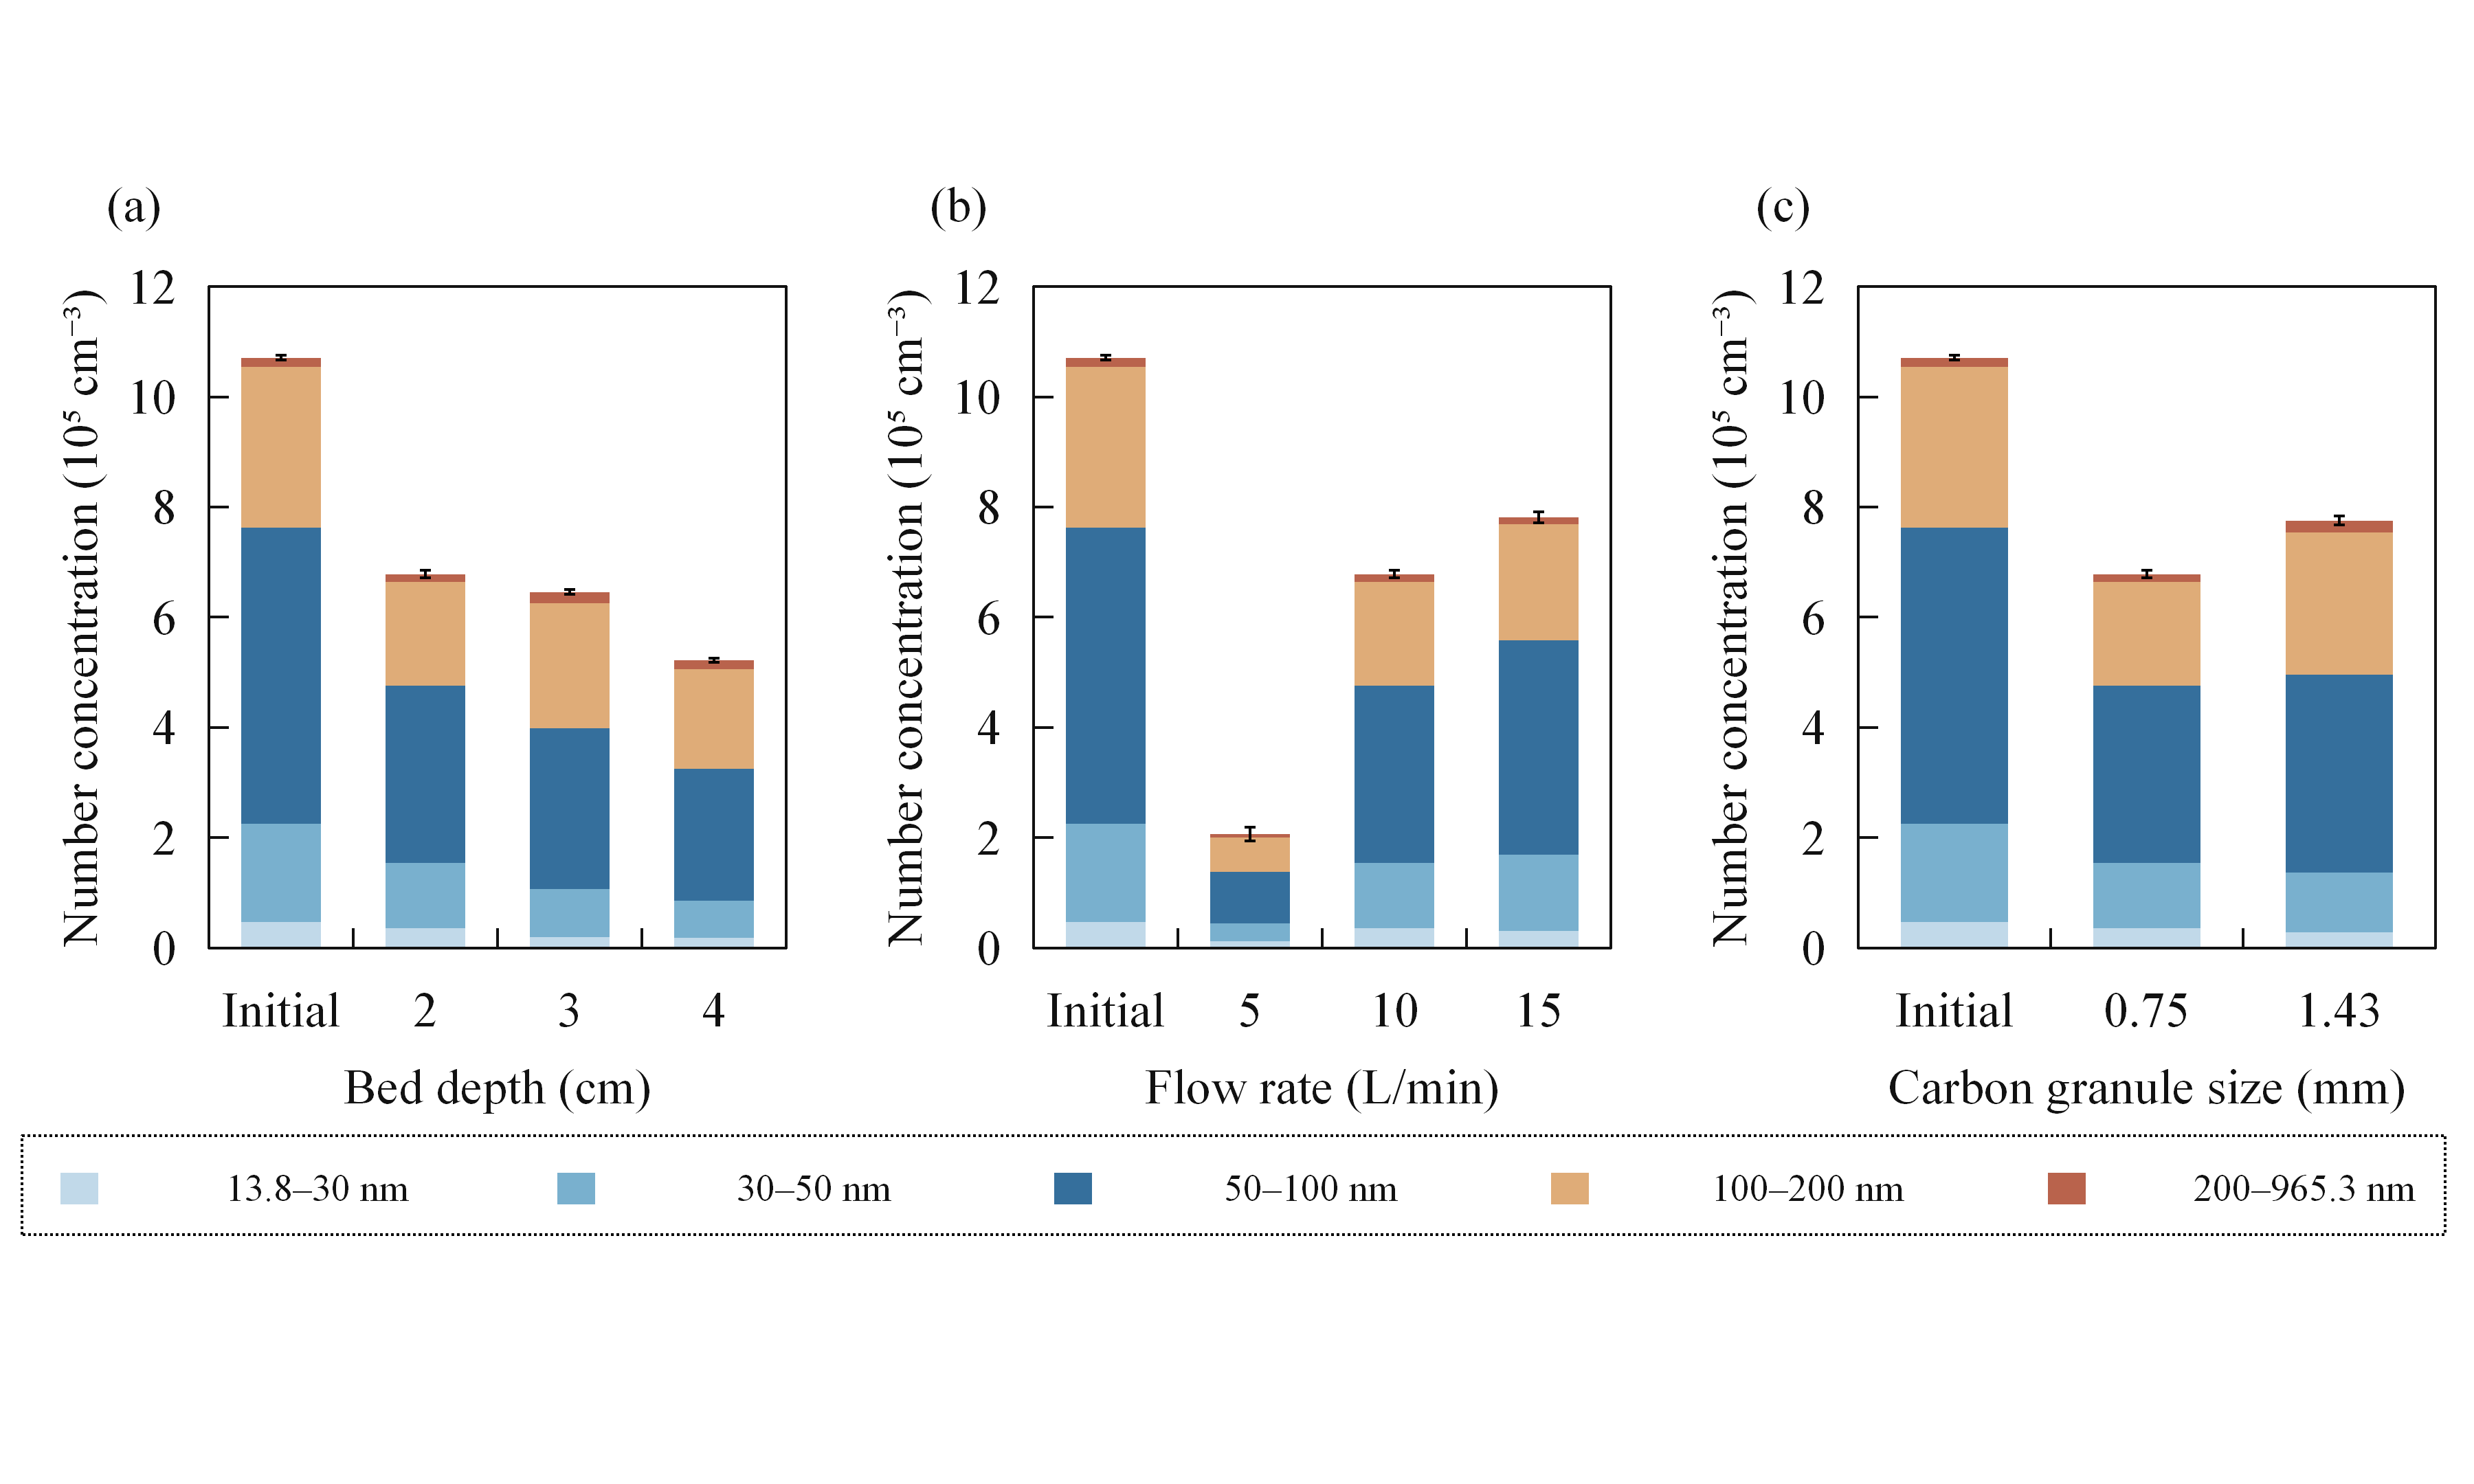 (a)
Number concentration (10⁵ cm⁻³)
12
10
8
6
4
2
0
Initial 2 3 4
Bed depth (cm)
(b)
Number concentration (10⁵ cm⁻³)
12
10
8
6
4
2
0
Initial 5 10 15
Flow rate (L/min)
(c)
Number concentration (10⁵ cm⁻³)
12
10
8
6
4
2
0
Initial 0.75 1.43
Carbon granule size (mm)
13.8–30 nm 30–50 nm 50–100 nm 100–200 nm 200–965.3 nm